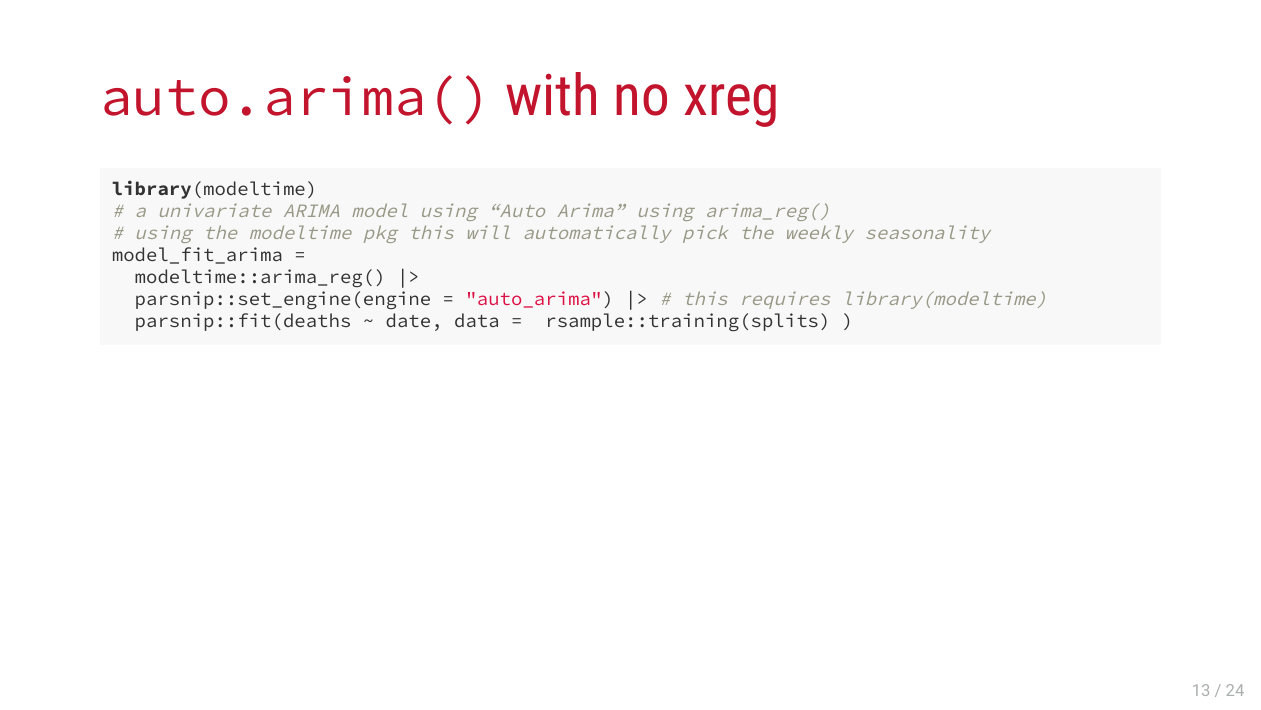 auto.arima() with no xreg
library(modeltime)
# a univariate ARIMA model using “Auto Arima” using arima_reg()
# using the modeltime pkg this will automatically pick the weekly seasonality
model_fit_arima =
  modeltime::arima_reg() |>
  parsnip::set_engine(engine = "auto_arima") |> # this requires library(modeltime)
  parsnip::fit(deaths ~ date, data =  rsample::training(splits) )
13 / 24